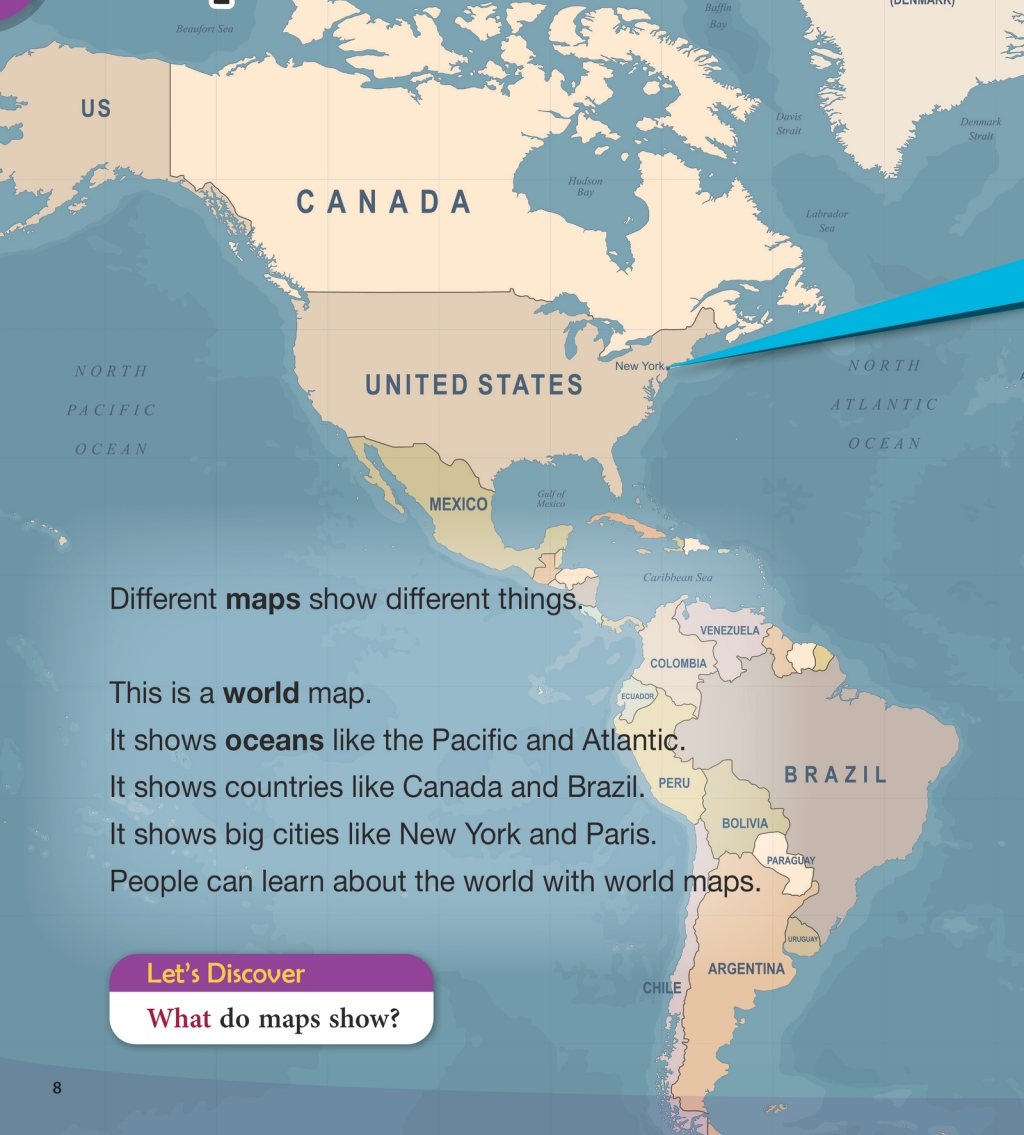 (DENMARK)
Beaufort Sea
Baffin
Bay
US
Davis
Strait
Denmark
Strait
CANADA
Hudson
Bay
Labrador
Sea
New York
NORTH
PACIFIC
OCEAN
UNITED STATES
NORTH
ATLANTIC
OCEAN
MEXICO
Gulf of
Mexico
Caribbean Sea
Different maps show different things.
VENEZUELA
COLOMBIA
ECUADOR
This is a world map.
It shows oceans like the Pacific and Atlantic.
It shows countries like Canada and Brazil.
PERU
BRAZIL
BOLIVIA
It shows big cities like New York and Paris.
PARAGUAY
People can learn about the world with world maps.
URUGUAY
ARGENTINA
CHILE
Let's Discover
What do maps show?
8